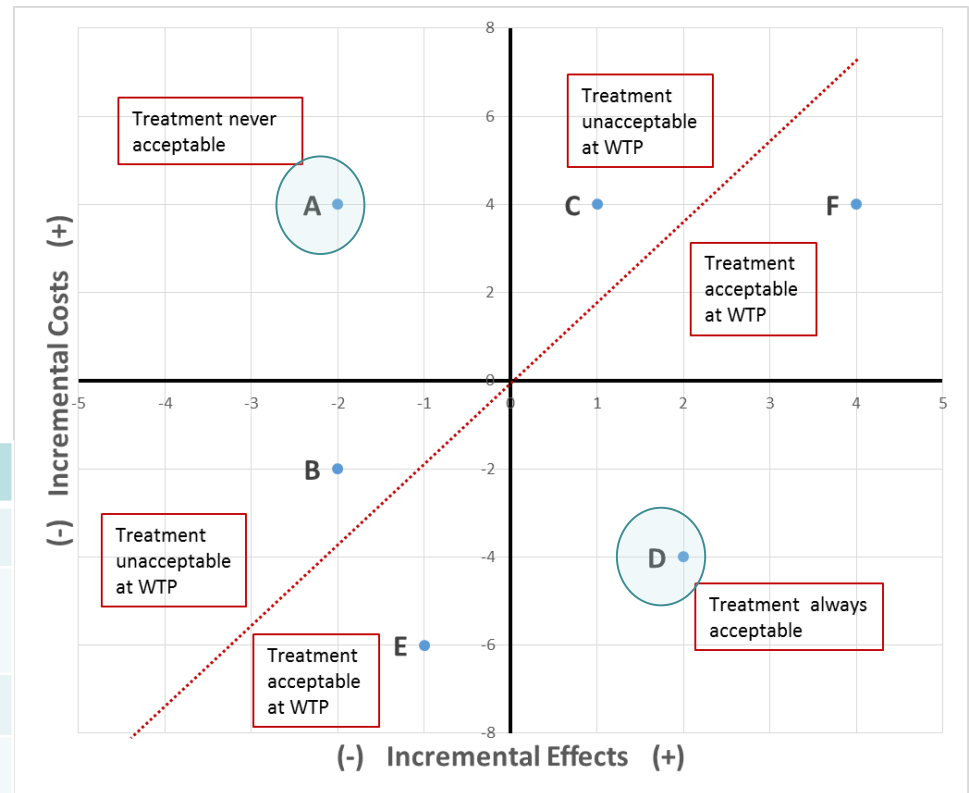 8
Treatment never
acceptable
Treatment
unacceptable
at WTP
6
A
C
F
4
Treatment
acceptable
at WTP
2
(-) Incremental Costs (+)
0
-5 -4 -3 -2 -1 0 1 2 3 4 5
B
-2
Treatment
unacceptable
at WTP
D
-4
Treatment always
acceptable
E
-6
Treatment
acceptable
at WTP
-8
(-) Incremental Effects (+)